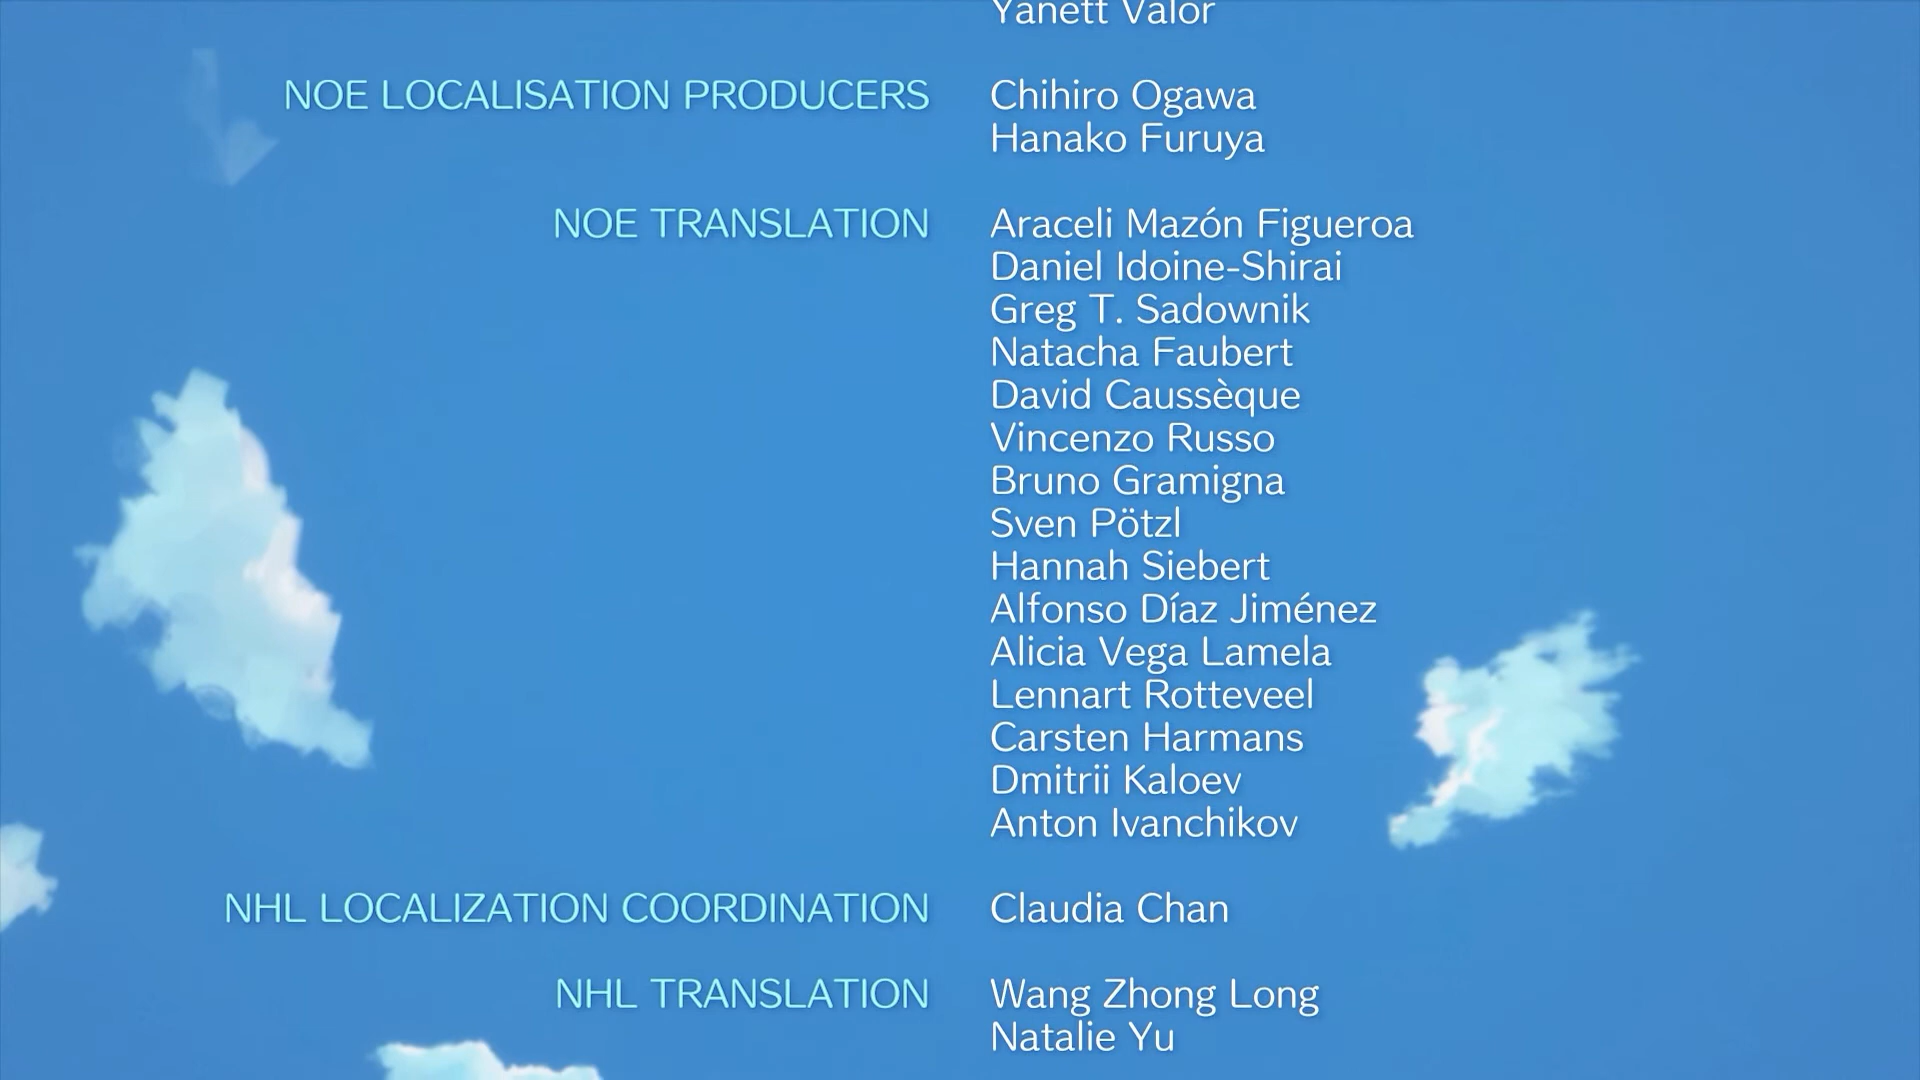 Yanett Valor
NOE LOCALISATION PRODUCERS Chihiro Ogawa
Hanako Furuya
NOE TRANSLATION Araceli Mazón Figueroa
Daniel Idoine-Shirai
Greg T. Sadownik
Natacha Faubert
David Caussèque
Vincenzo Russo
Bruno Gramigna
Sven Pötzl
Hannah Siebert
Alfonso Díaz Jiménez
Alicia Vega Lamela
Lennart Rotteveel
Carsten Harmans
Dmitrii Kaloev
Anton Ivanchikov
NHL LOCALIZATION COORDINATION Claudia Chan
NHL TRANSLATION Wang Zhong Long
Natalie Yu